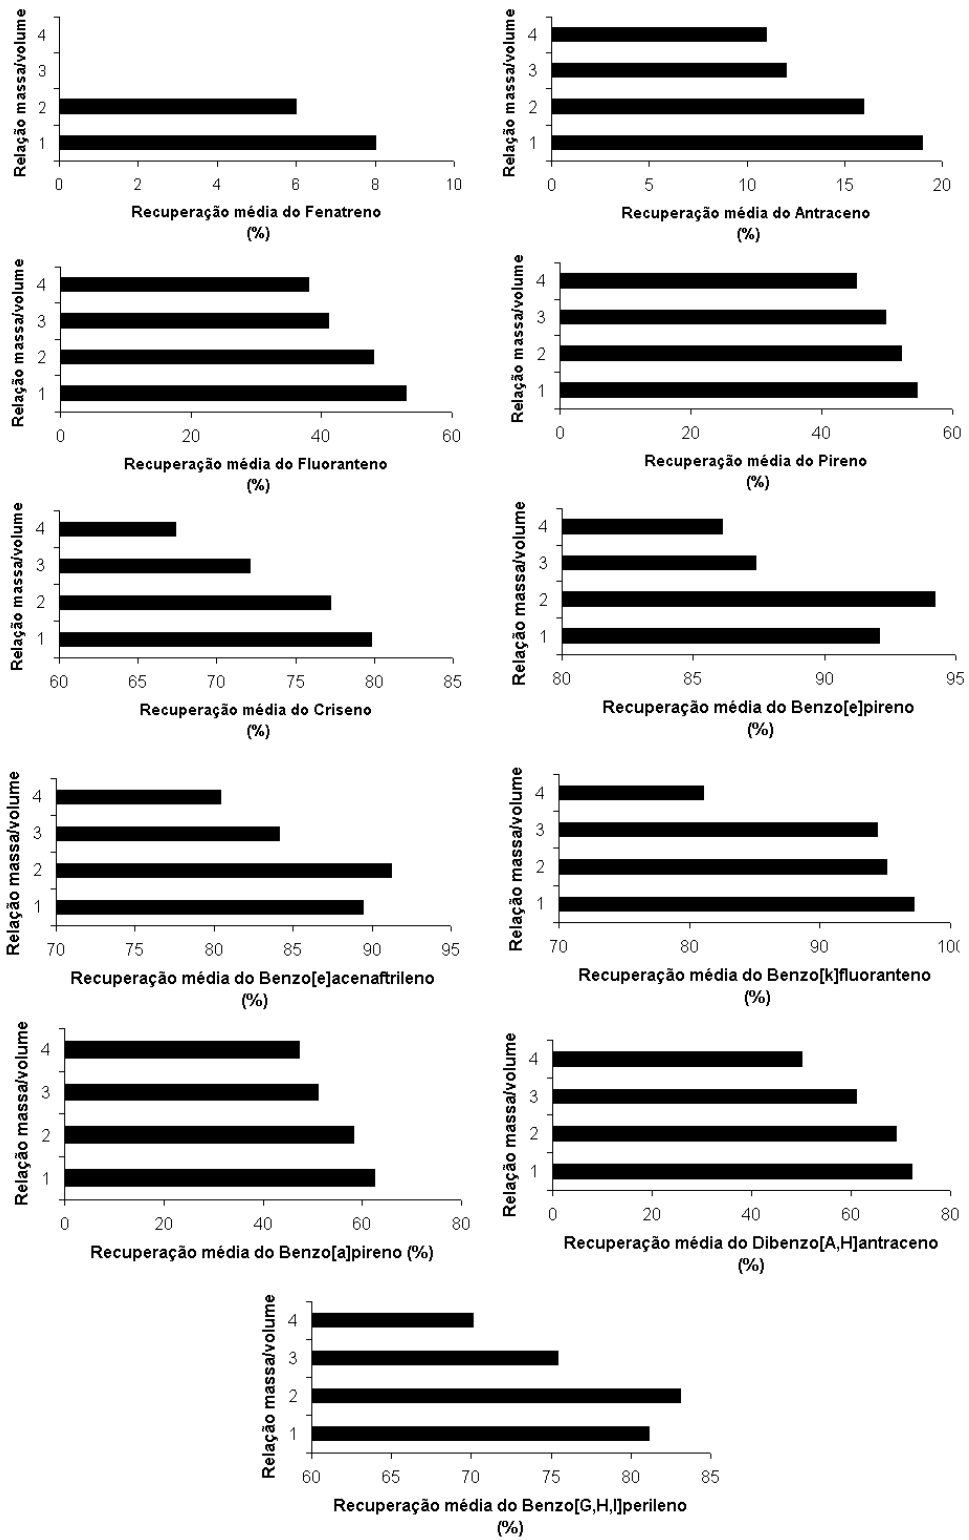 Relação massa/volume
4
3
2
1
0 2 4 6 8 10
Recuperação média do Fenatreno
(%)
Relação massa/volume
4
3
2
1
0 5 10 15 20
Recuperação média do Antraceno
(%)
Relação massa/volume
4
3
2
1
0 20 40 60
Recuperação média do Fluoranteno
(%)
Relação massa/volume
4
3
2
1
0 20 40 60
Recuperação média do Pireno
(%)
Relação massa/volume
4
3
2
1
60 65 70 75 80 85
Recuperação média do Criseno
(%)
Relação massa/volume
4
3
2
1
80 85 90 95
Recuperação média do Benzo[e]pireno
(%)
Relação massa/volume
4
3
2
1
70 75 80 85 90 95
Recuperação média do Benzo[e]acenaftrileno
(%)
Relação massa/volume
4
3
2
1
70 80 90 100
Recuperação média do Benzo[k]fluoranteno
(%)
Relação massa/volume
4
3
2
1
0 20 40 60 80
Recuperação média do Benzo[a]pireno (%)
Relação massa/volume
4
3
2
1
0 20 40 60 80
Recuperação média do Dibenzo[A,H]antraceno
(%)
Relação massa/volume
4
3
2
1
60 65 70 75 80 85
Recuperação média do Benzo[G,H,I]perileno
(%)